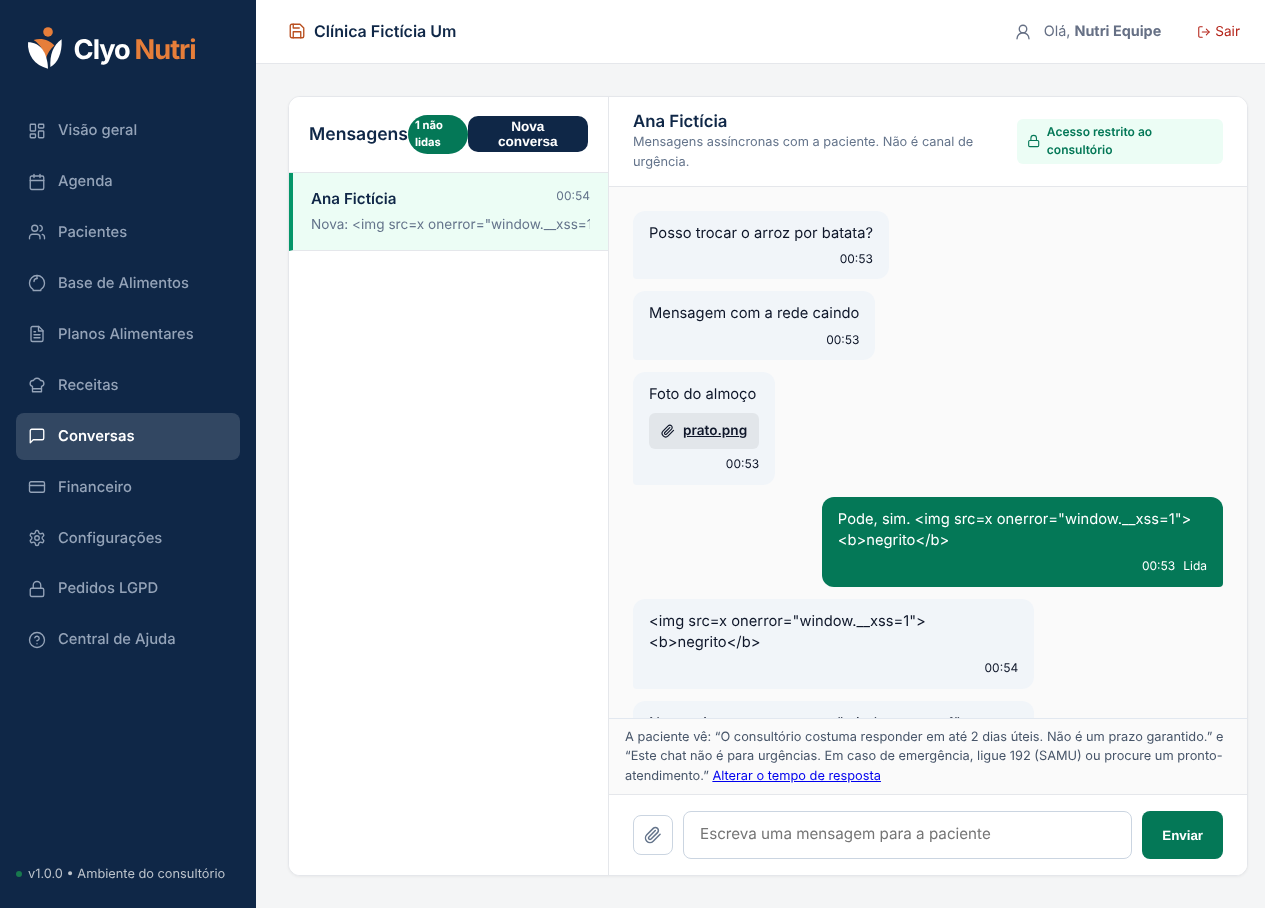 Clyo Nutri
Visão geral
Agenda
Pacientes
Base de Alimentos
Planos Alimentares
Receitas
Conversas
Financeiro
Configurações
Pedidos LGPD
Central de Ajuda
v1.0.0 • Ambiente do consultório
Clínica Fictícia Um
Olá, Nutri Equipe
Sair
Mensagens
1 não
lidas
Nova
conversa
Ana Fictícia
00:54
Nova: <img src=x onerror="window.__xss=1
Ana Fictícia
Mensagens assíncronas com a paciente. Não é canal de
urgência.
Acesso restrito ao
consultório
Posso trocar o arroz por batata?
00:53
Mensagem com a rede caindo
00:53
Foto do almoço
prato.png
00:53
Pode, sim. <img src=x onerror="window.__xss=1">
<b>negrito</b>
00:53 Lida
<img src=x onerror="window.__xss=1">
<b>negrito</b>
00:54
A paciente vê: “O consultório costuma responder em até 2 dias úteis. Não é um prazo garantido.” e
“Este chat não é para urgências. Em caso de emergência, ligue 192 (SAMU) ou procure um pronto-
atendimento.” Alterar o tempo de resposta
Escreva uma mensagem para a paciente
Enviar